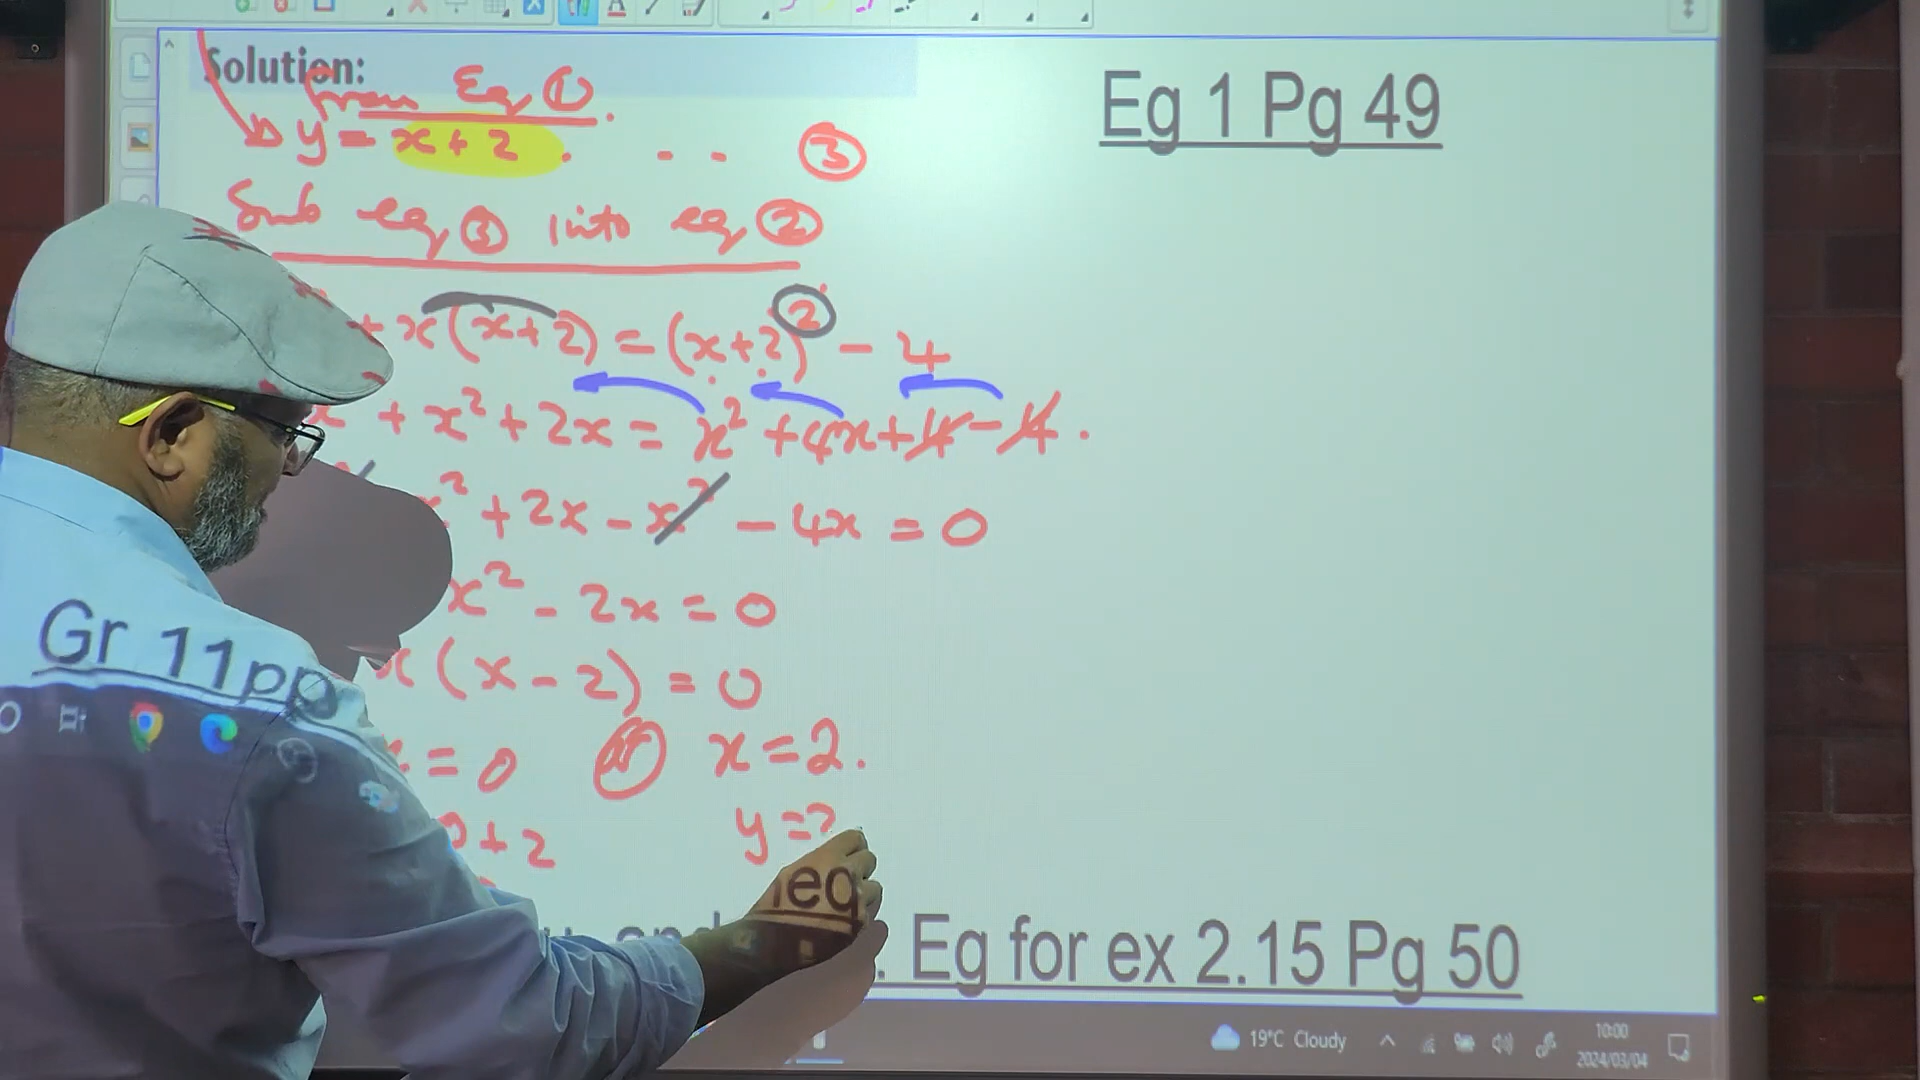 Solution:
Eg 1 Pg 49
from Eq ①.
y = x + 2 . - - ③
Sub eq ③ into eq ②
+ x(x+2) = (x+2)² - 4
+ x² + 2x = x² + 4x + 4 - 4.
x² + 2x - x² - 4x = 0
x² - 2x = 0
x(x - 2) = 0
= 0 or x = 2.
+ 2 y =
Gr 11pp
. Eg for ex 2.15 Pg 50
19°C Cloudy
10:00
2024/03/04